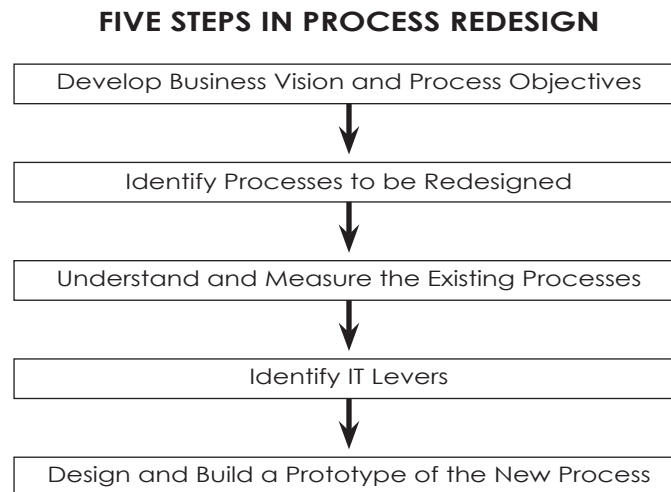 FIVE STEPS IN PROCESS REDESIGN
Develop Business Vision and Process Objectives
Identify Processes to be Redesigned
Understand and Measure the Existing Processes
Identify IT Levers
Design and Build a Prototype of the New Process